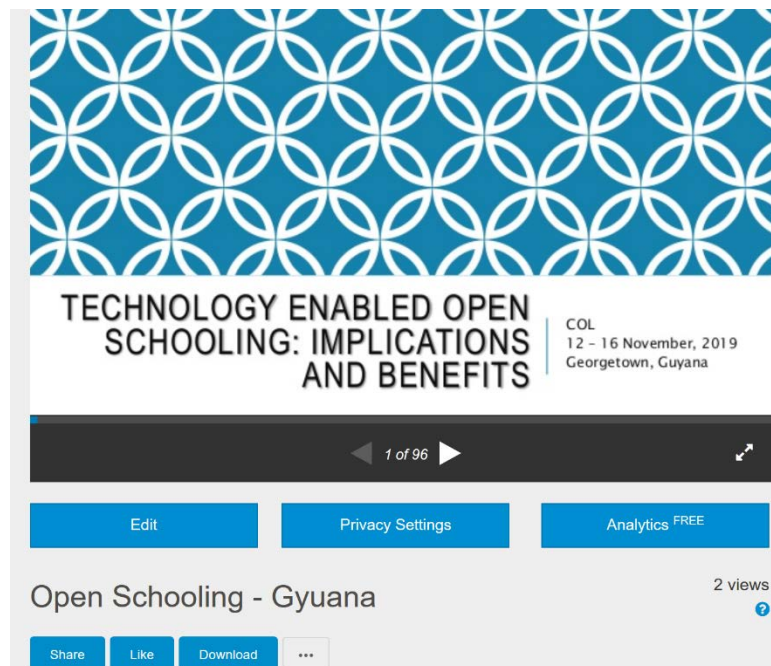 TECHNOLOGY ENABLED OPEN
SCHOOLING: IMPLICATIONS
AND BENEFITS
COL
12 – 16 November, 2019
Georgetown, Guyana
1 of 96
Edit
Privacy Settings
Analytics FREE
Open Schooling - Gyuana
2 views
?
Share
Like
Download
...